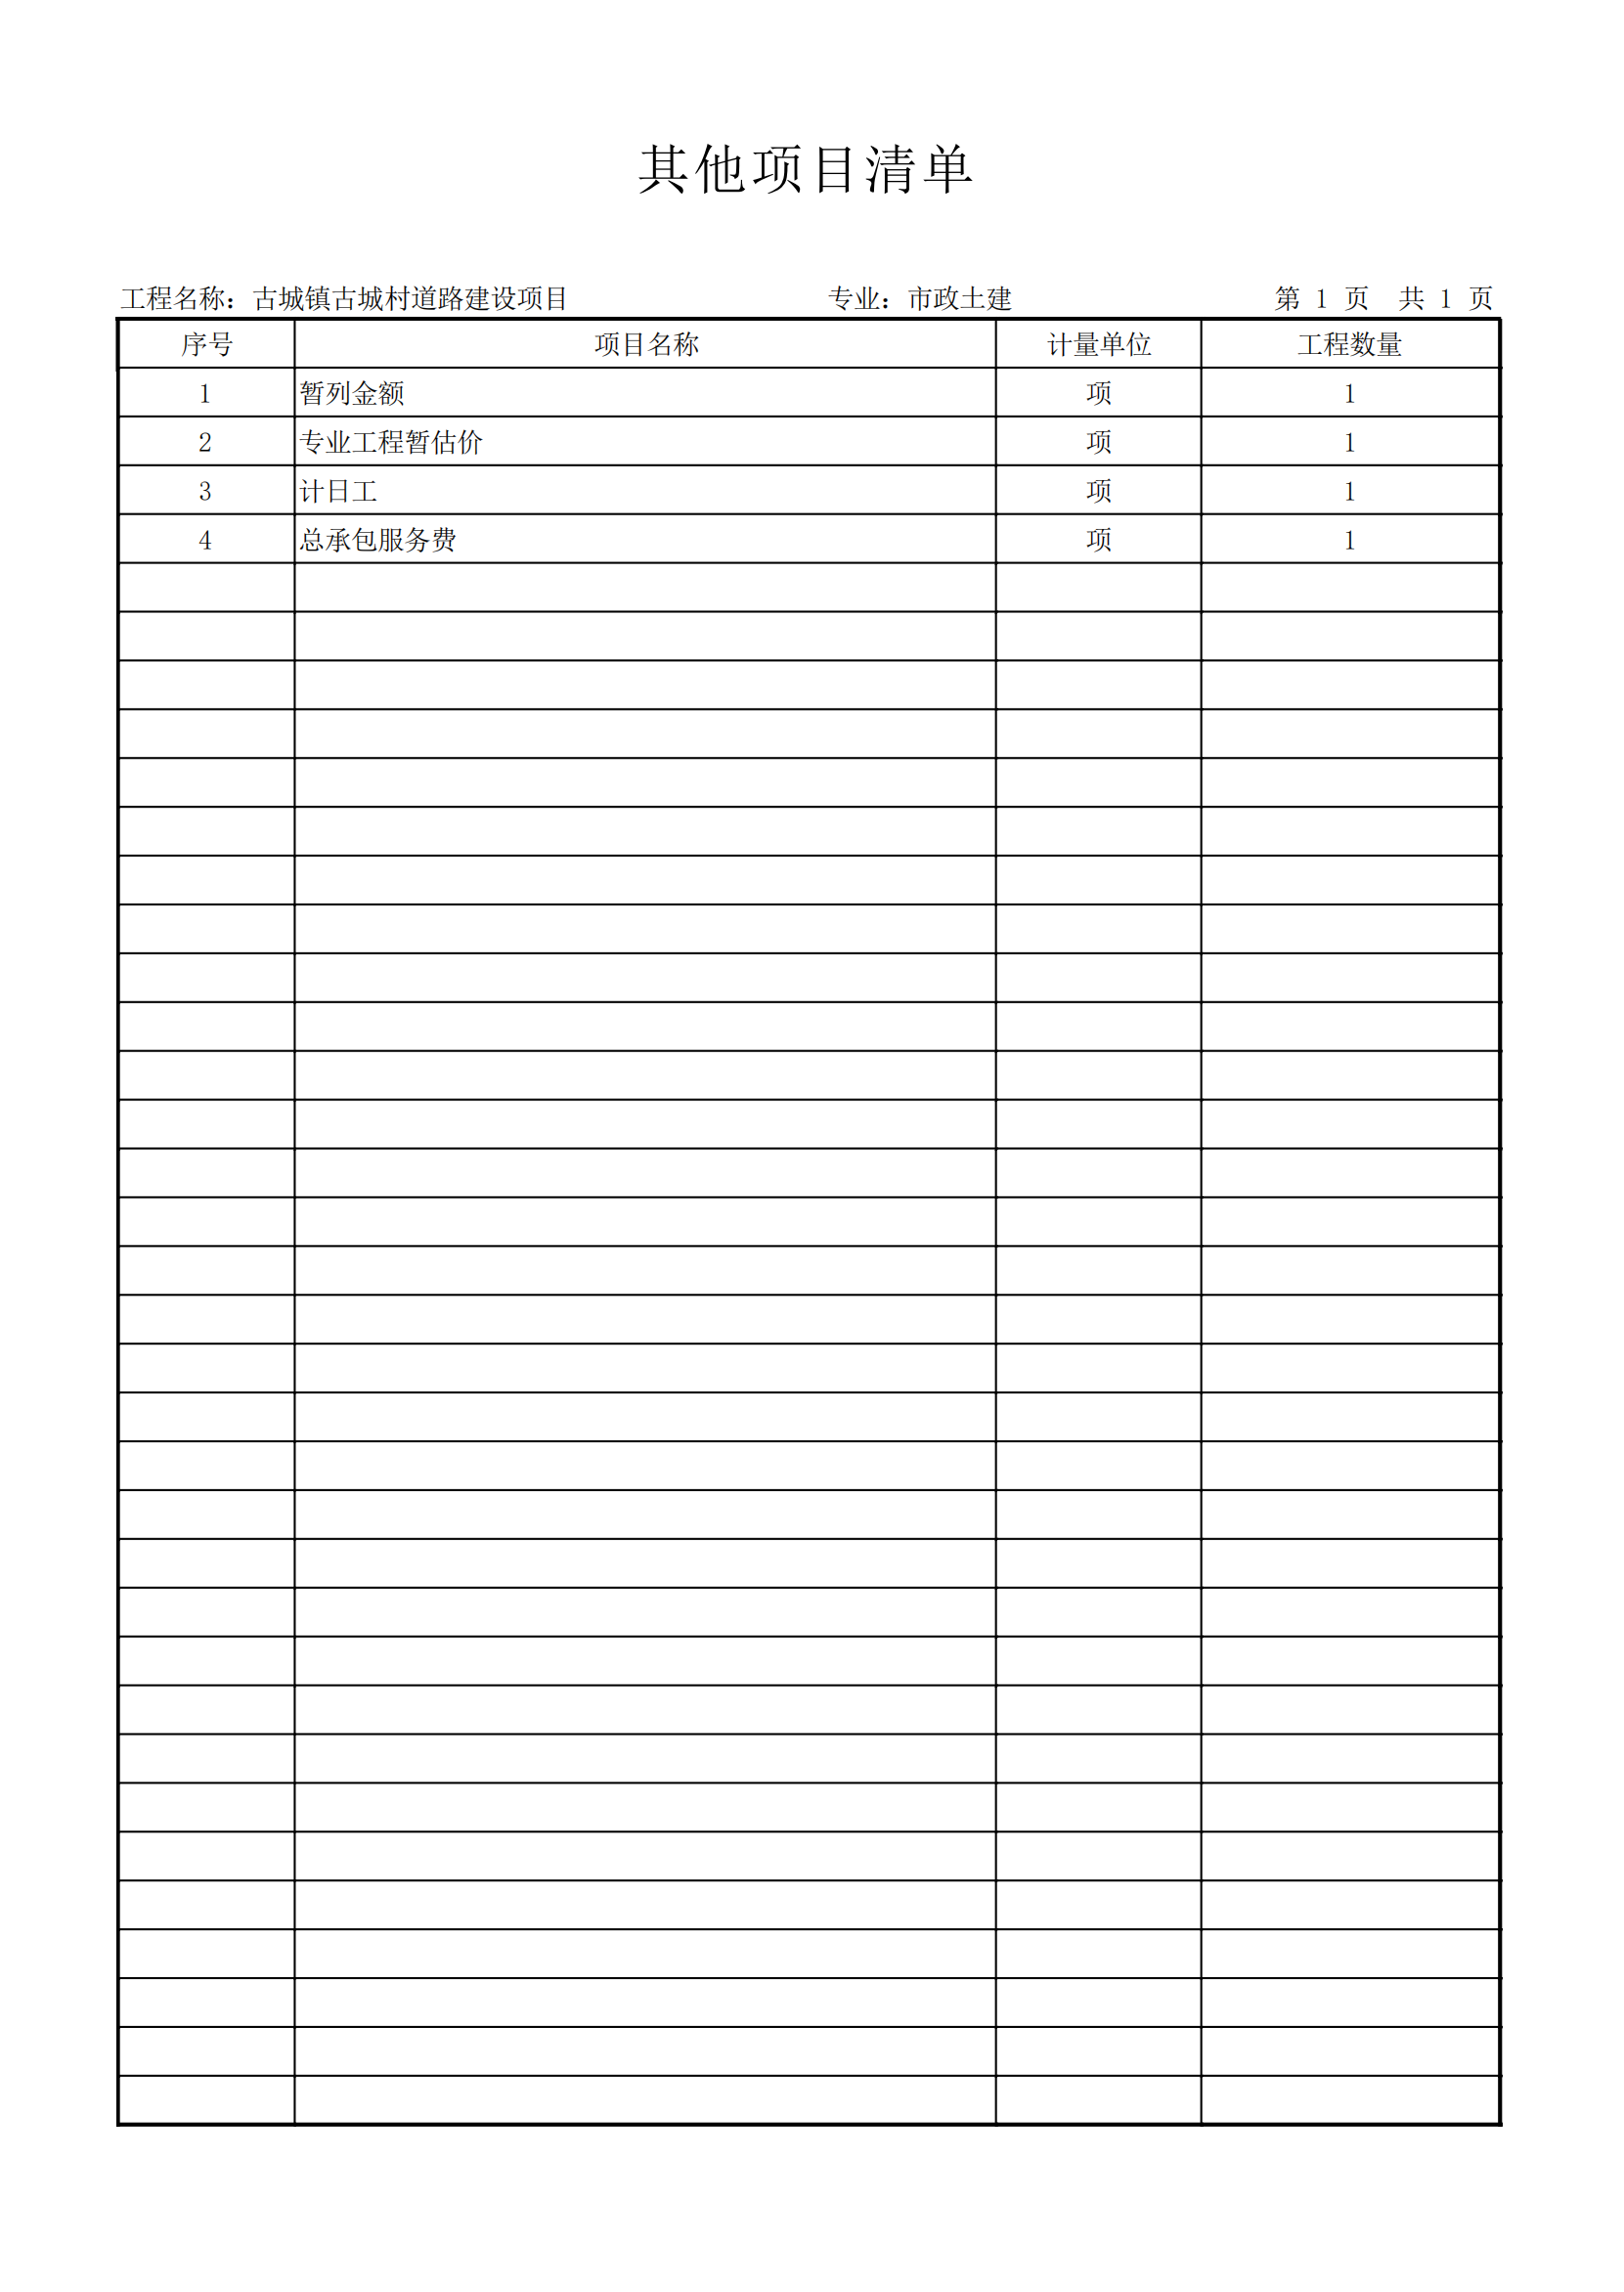 其他项目清单
工程名称：古城镇古城村道路建设项目 专业：市政土建 第 1 页 共 1 页
序号 项目名称 计量单位 工程数量
1 暂列金额 项 1
2 专业工程暂估价 项 1
3 计日工 项 1
4 总承包服务费 项 1